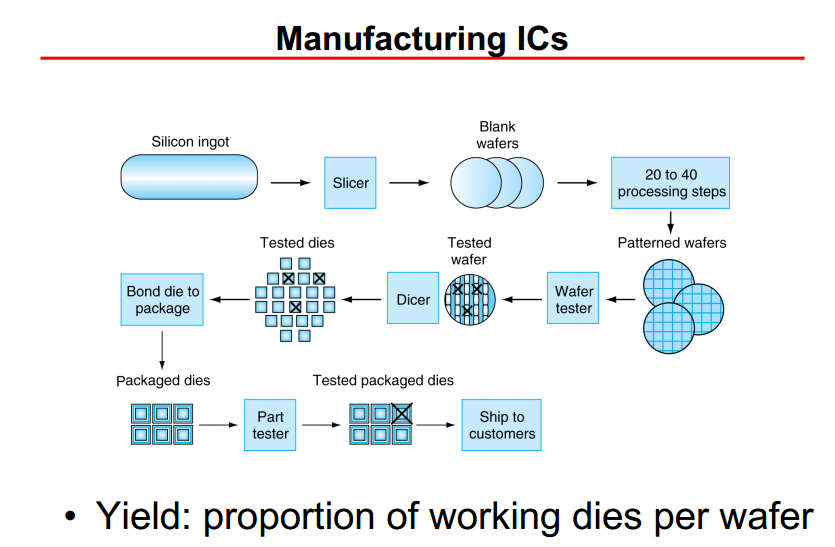 Manufacturing ICs
Silicon ingot
Slicer
Blank
wafers
20 to 40
processing steps
Patterned wafers
Wafer
tester
Tested
wafer
Dicer
Tested dies
Bond die to
package
Packaged dies
Part
tester
Tested packaged dies
Ship to
customers
• Yield: proportion of working dies per wafer